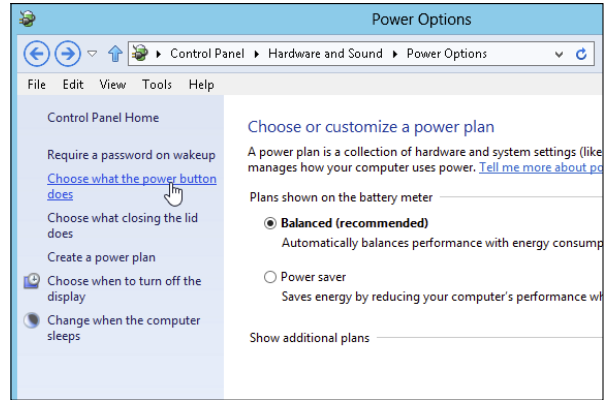 Power Options
Control Panel Hardware and Sound Power Options
File Edit View Tools Help
Control Panel Home
Require a password on wakeup
Choose what the power button
does
Choose what closing the lid
does
Create a power plan
Choose when to turn off the
display
Change when the computer
sleeps
Choose or customize a power plan
A power plan is a collection of hardware and system settings (like
manages how your computer uses power. Tell me more about po
Plans shown on the battery meter
Balanced (recommended)
Automatically balances performance with energy consump
Power saver
Saves energy by reducing your computer's performance wh
Show additional plans